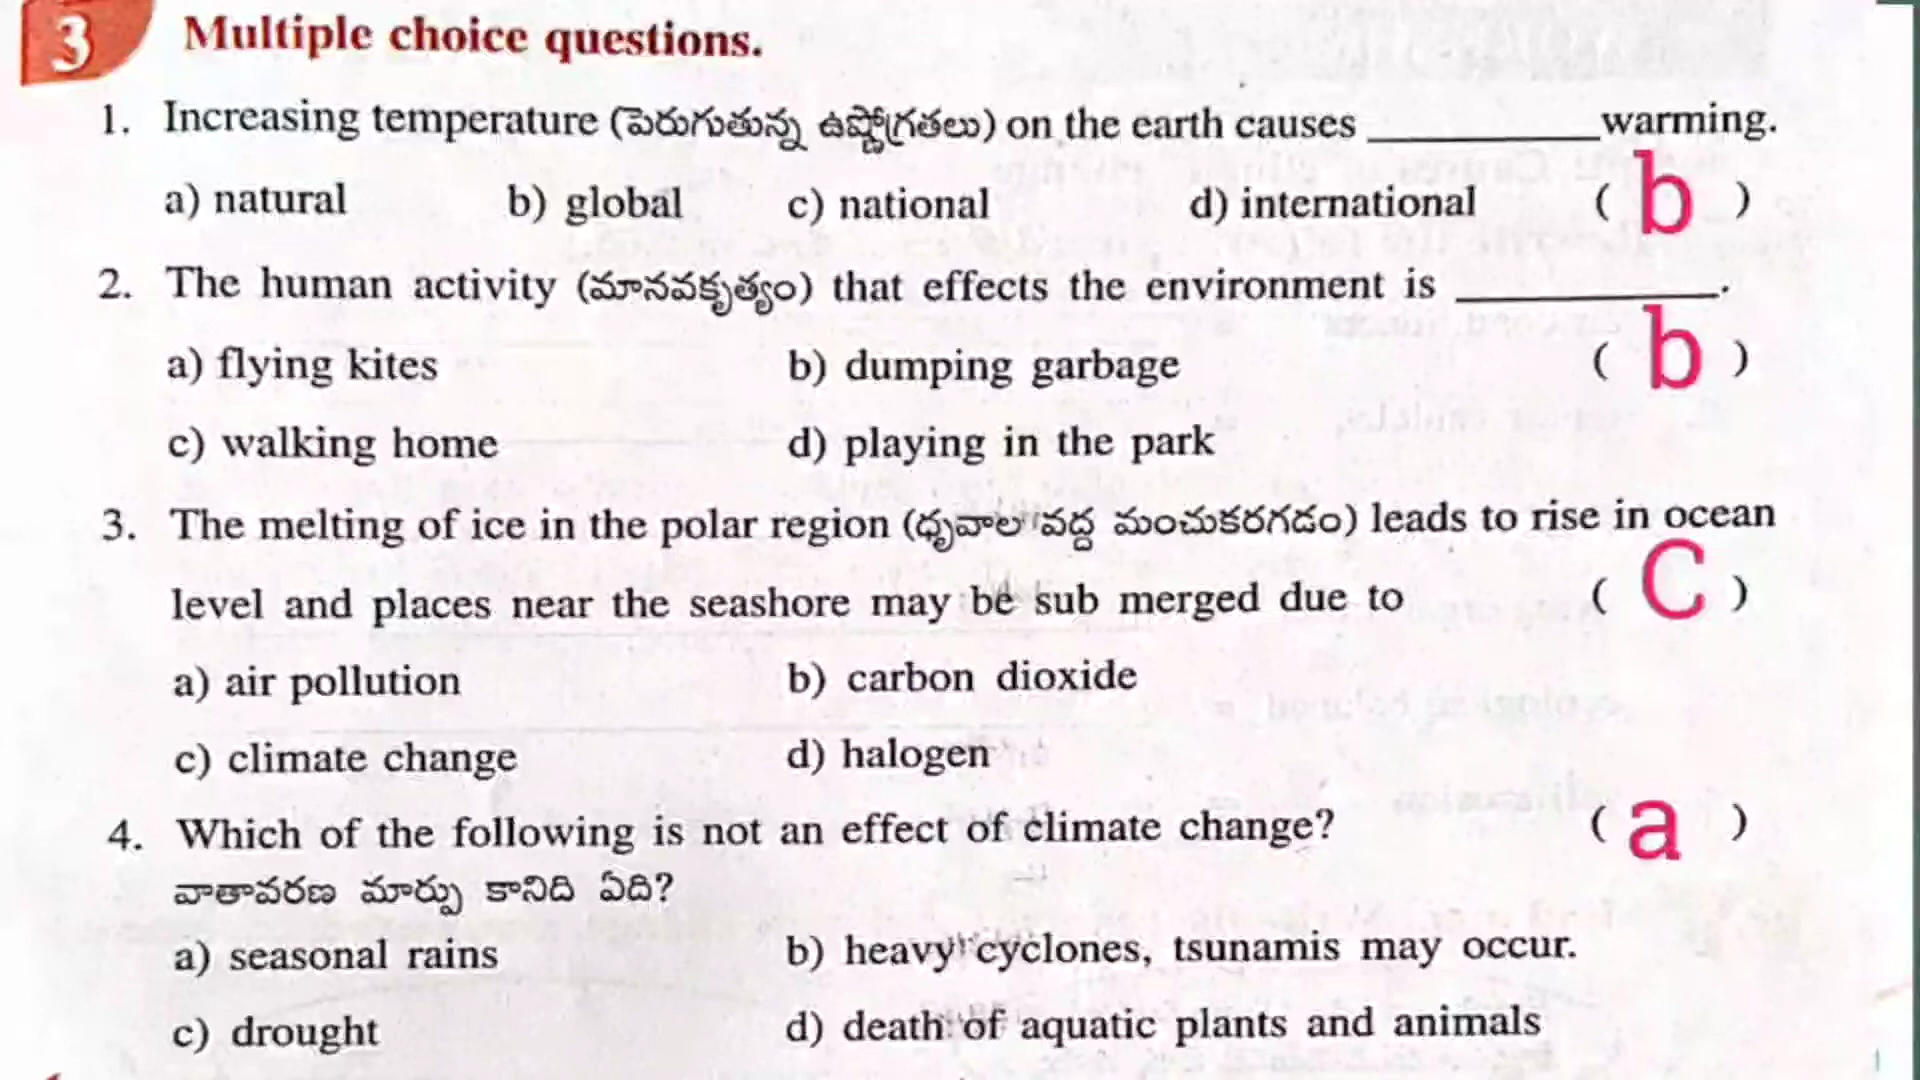 3 Multiple choice questions.
1. Increasing temperature (పెరుగుతున్న ఉష్ణోగ్రతలు) on the earth causes __________ warming.
a) natural b) global c) national d) international ( b )
2. The human activity (మానవకృత్యం) that effects the environment is __________.
a) flying kites b) dumping garbage ( b )
c) walking home d) playing in the park
3. The melting of ice in the polar region (ధృవాల వద్ద మంచుకరగడం) leads to rise in ocean
level and places near the seashore may be sub merged due to ( C )
a) air pollution b) carbon dioxide
c) climate change d) halogen
4. Which of the following is not an effect of climate change? ( a )
వాతావరణ మార్పు కానిది ఏది?
a) seasonal rains b) heavy cyclones, tsunamis may occur.
c) drought d) death of aquatic plants and animals